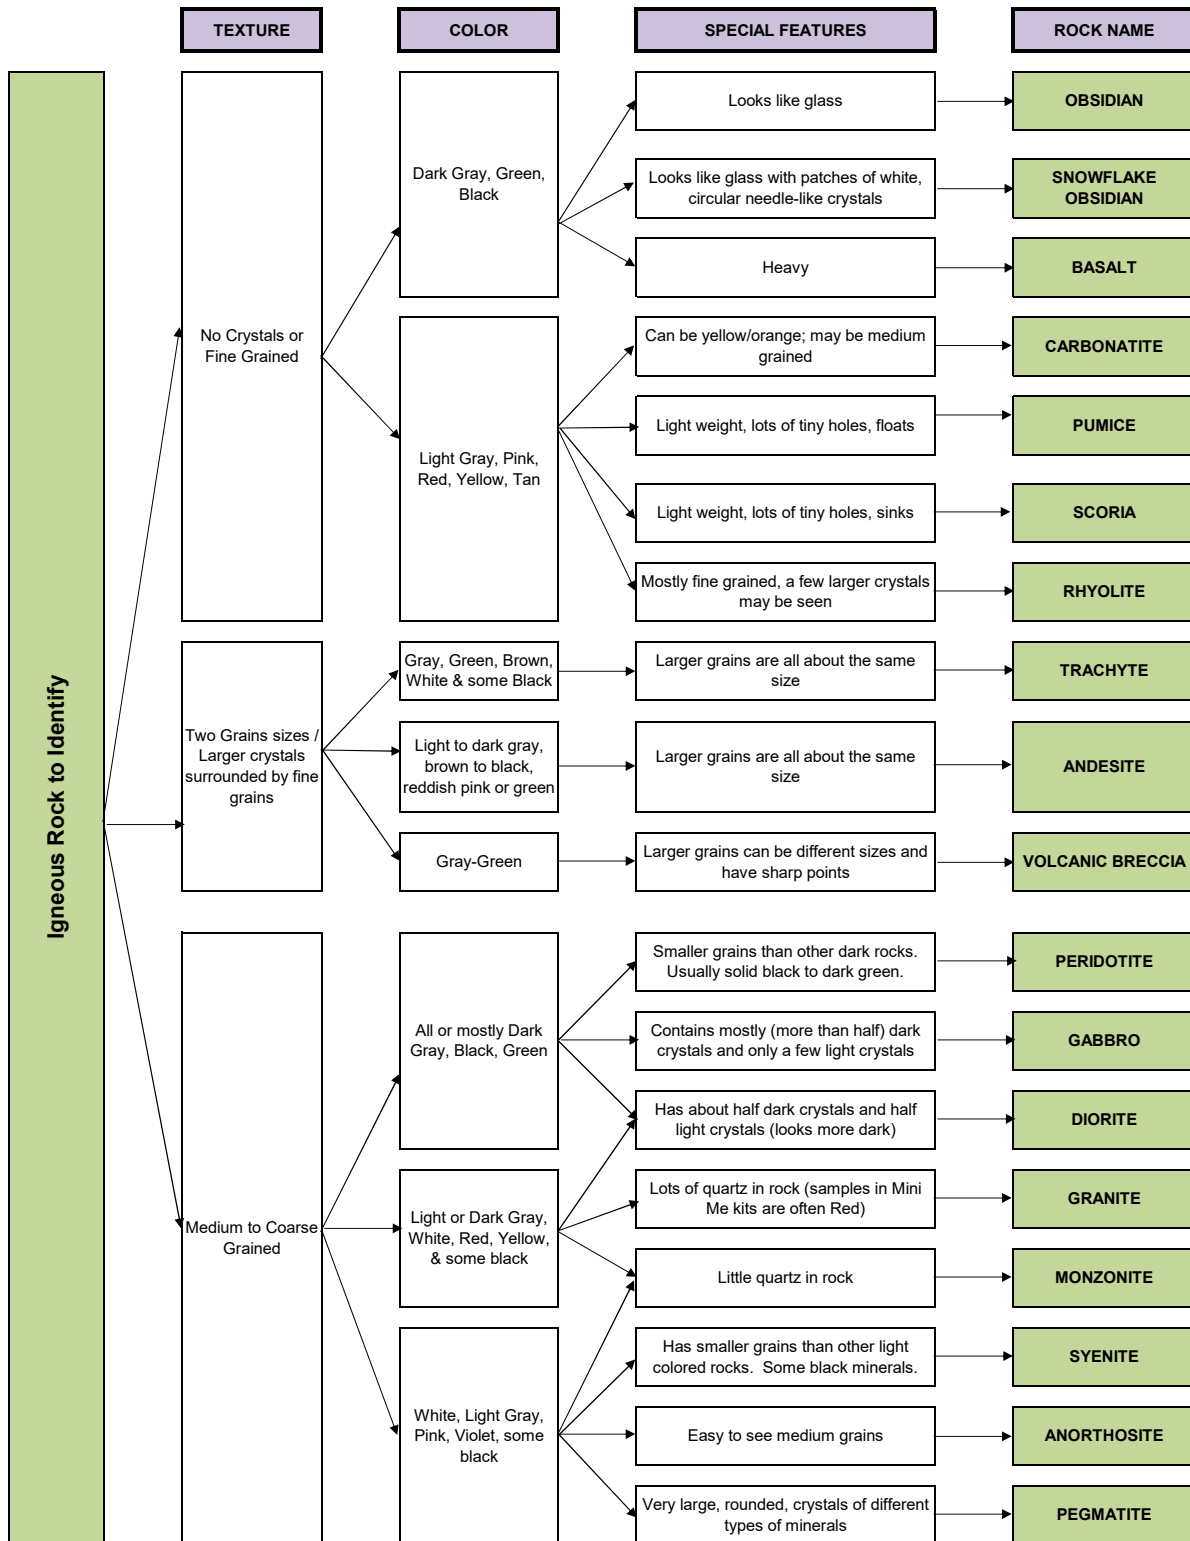 TEXTURE
COLOR
SPECIAL FEATURES
ROCK NAME
Igneous Rock to Identify
No Crystals or
Fine Grained
Dark Gray, Green,
Black
Looks like glass
OBSIDIAN
Looks like glass with patches of white,
circular needle-like crystals
SNOWFLAKE
OBSIDIAN
Heavy
BASALT
Light Gray, Pink,
Red, Yellow, Tan
Can be yellow/orange; may be medium
grained
CARBONATITE
Light weight, lots of tiny holes, floats
PUMICE
Light weight, lots of tiny holes, sinks
SCORIA
Mostly fine grained, a few larger crystals
may be seen
RHYOLITE
Two Grains sizes /
Larger crystals
surrounded by fine
grains
Gray, Green, Brown,
White & some Black
Larger grains are all about the same
size
TRACHYTE
Light to dark gray,
brown to black,
reddish pink or green
Larger grains are all about the same
size
ANDESITE
Gray-Green
Larger grains can be different sizes and
have sharp points
VOLCANIC BRECCIA
Medium to Coarse
Grained
All or mostly Dark
Gray, Black, Green
Smaller grains than other dark rocks.
Usually solid black to dark green.
PERIDOTITE
Contains mostly (more than half) dark
crystals and only a few light crystals
GABBRO
Has about half dark crystals and half
light crystals (looks more dark)
DIORITE
Light or Dark Gray,
White, Red, Yellow,
& some black
Lots of quartz in rock (samples in Mini
Me kits are often Red)
GRANITE
Little quartz in rock
MONZONITE
White, Light Gray,
Pink, Violet, some
black
Has smaller grains than other light
colored rocks.  Some black minerals.
SYENITE
Easy to see medium grains
ANORTHOSITE
Very large, rounded, crystals of different
types of minerals
PEGMATITE